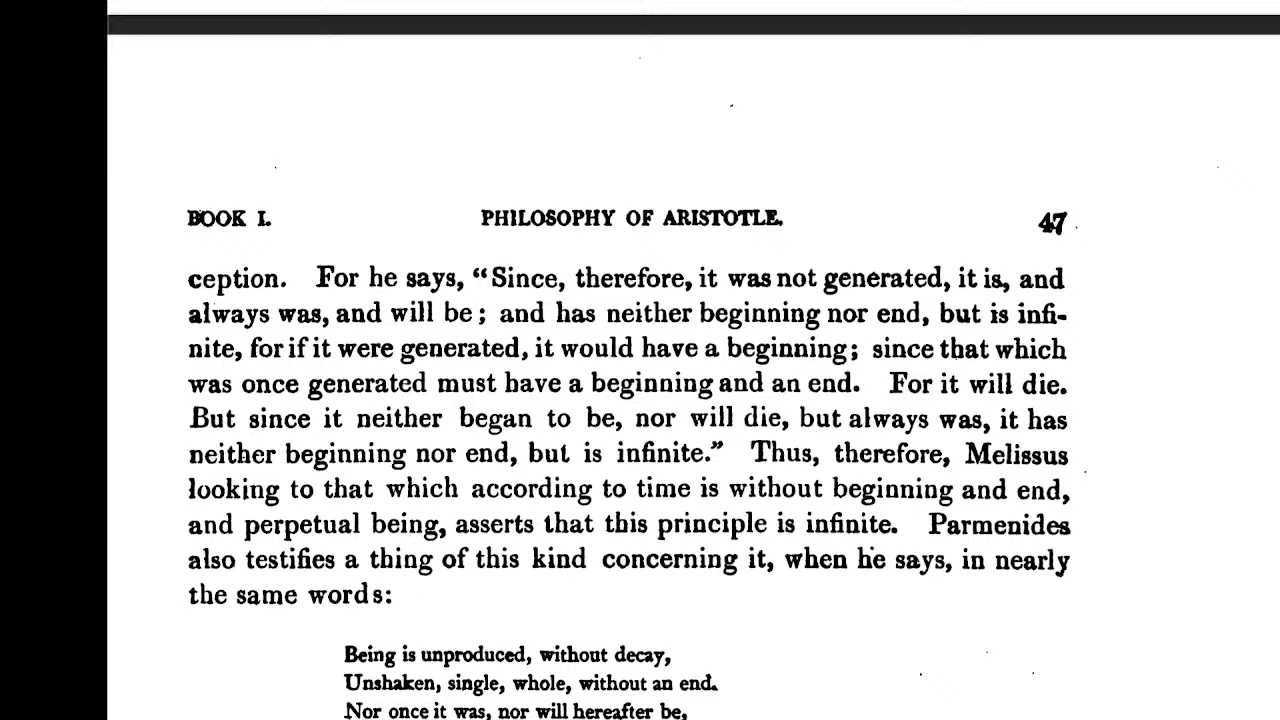 BOOK I. PHILOSOPHY OF ARISTOTLE. 47
ception. For he says, “Since, therefore, it was not generated, it is, and
always was, and will be; and has neither beginning nor end, but is infi-
nite, for if it were generated, it would have a beginning; since that which
was once generated must have a beginning and an end. For it will die.
But since it neither began to be, nor will die, but always was, it has
neither beginning nor end, but is infinite.” Thus, therefore, Melissus
looking to that which according to time is without beginning and end,
and perpetual being, asserts that this principle is infinite. Parmenides
also testifies a thing of this kind concerning it, when he says, in nearly
the same words:
Being is unproduced, without decay,
Unshaken, single, whole, without an end.
Nor once it was, nor will hereafter be,